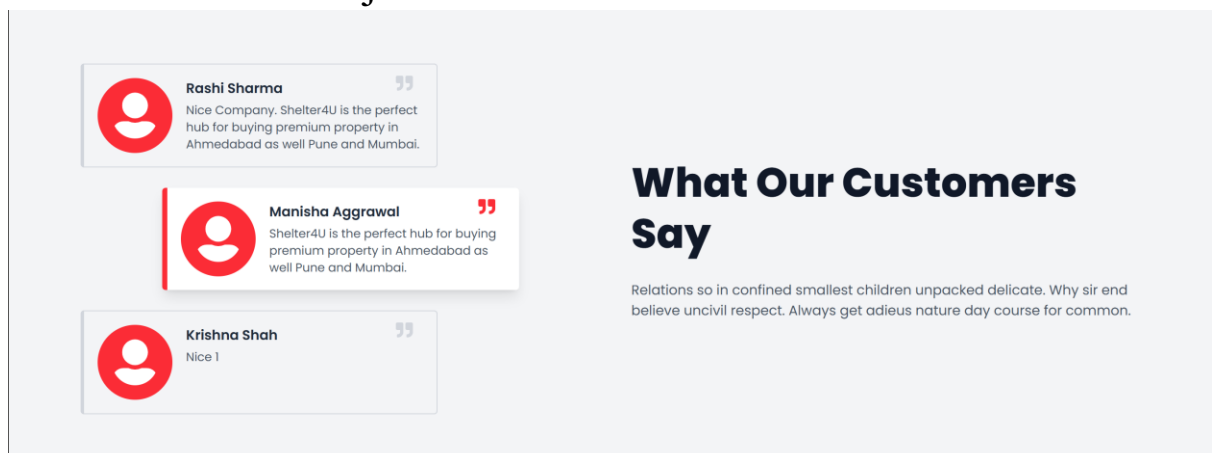 Rashi Sharma
Nice Company. Shelter4U is the perfect
hub for buying premium property in
Ahmedabad as well Pune and Mumbai.
Manisha Aggrawal
Shelter4U is the perfect hub for buying
premium property in Ahmedabad as
well Pune and Mumbai.
Krishna Shah
Nice 1
What Our Customers
Say
Relations so in confined smallest children unpacked delicate. Why sir end
believe uncivil respect. Always get adieus nature day course for common.